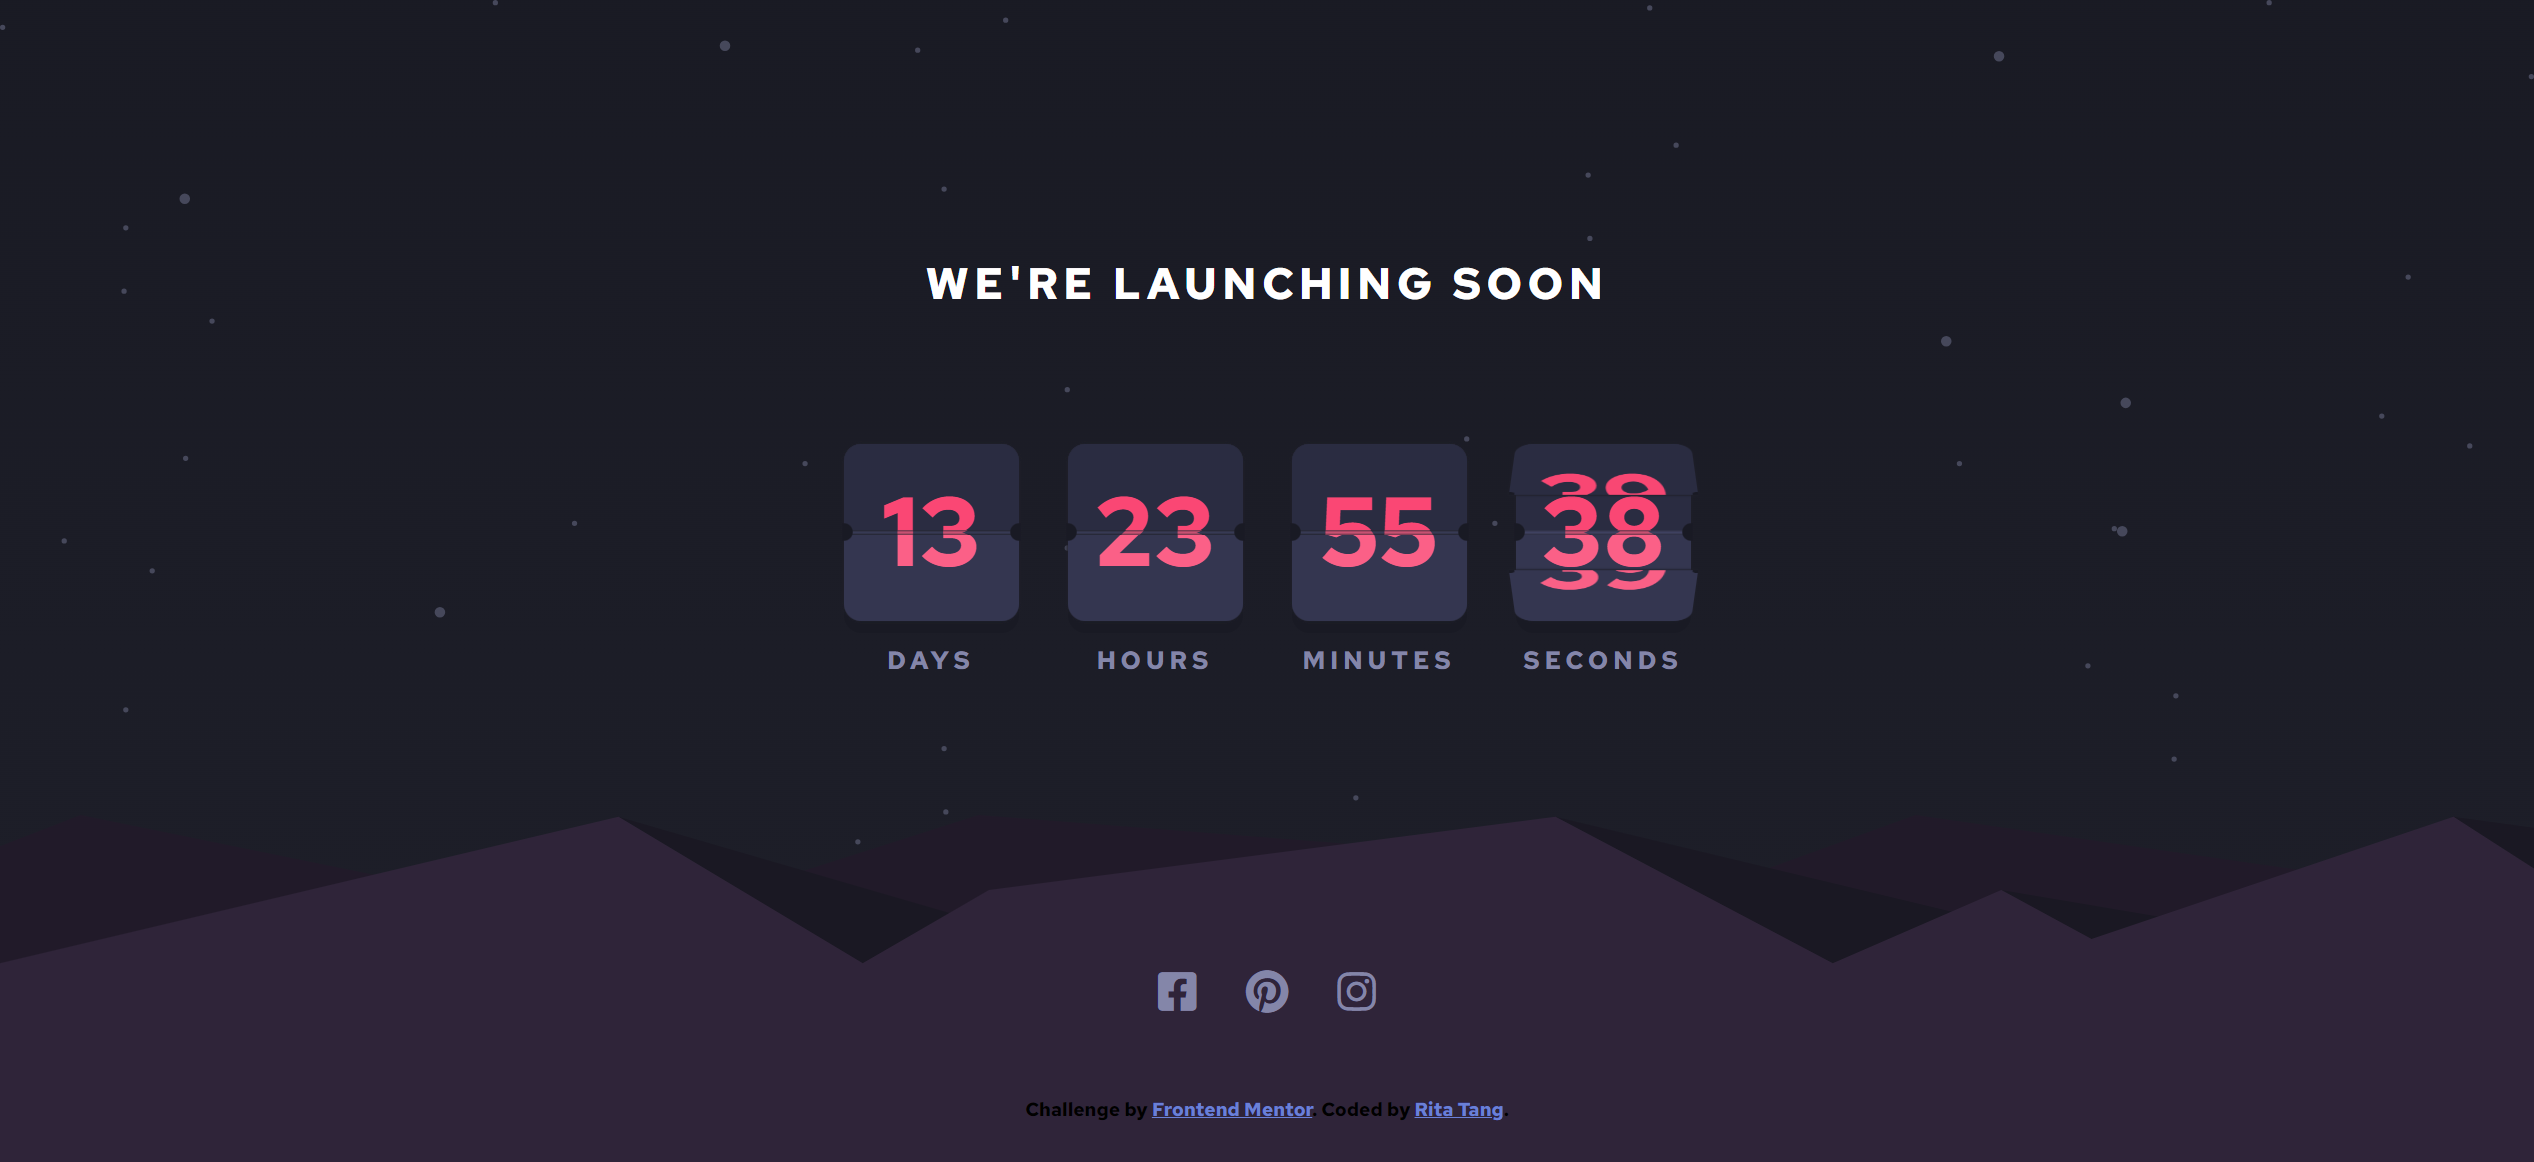 WE'RE LAUNCHING SOON
13 23 55 38
DAYS HOURS MINUTES SECONDS
Challenge by Frontend Mentor. Coded by Rita Tang.